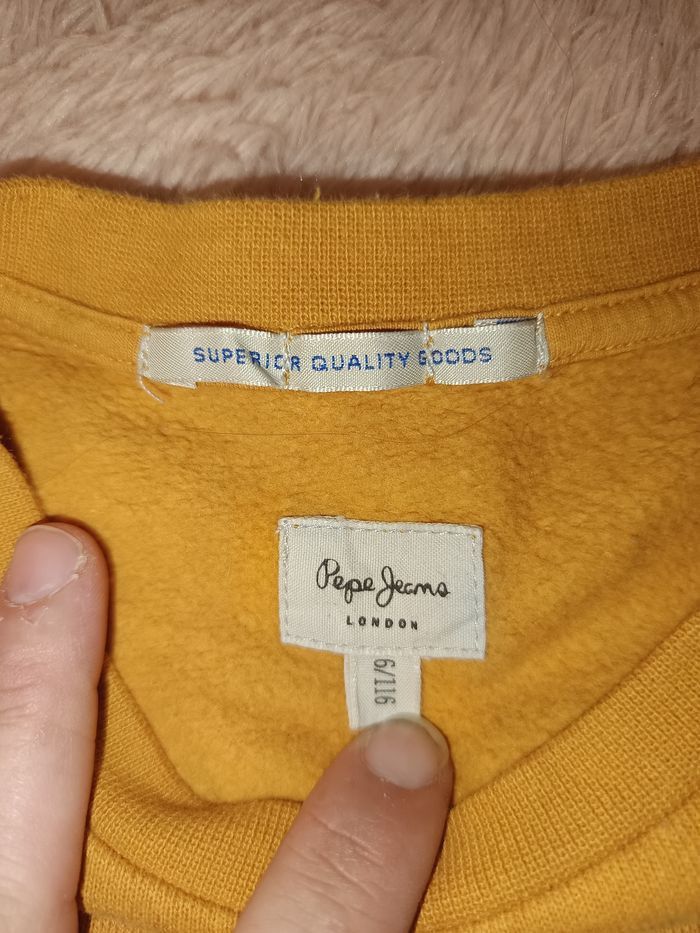 SUPERIOR QUALITY GOODS
Pepe Jeans
LONDON
6/116